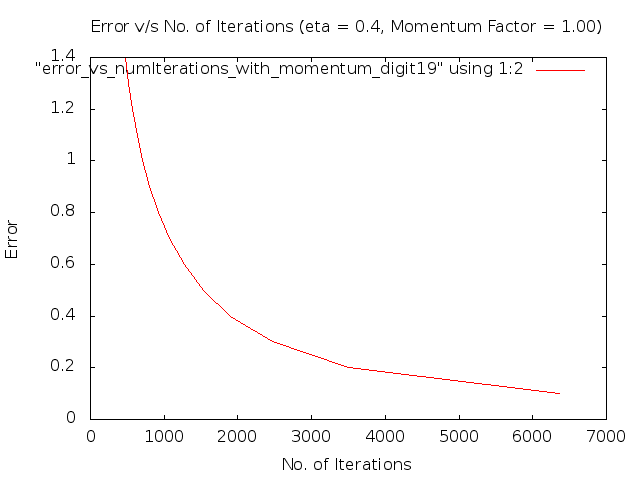 Error v/s No. of Iterations (eta = 0.4, Momentum Factor = 1.00)
1.4
"error_vs_numIterations_with_momentum_digit19" using 1:2
1.2
1
0.8
Error
0.6
0.4
0.2
0
0 1000 2000 3000 4000 5000 6000 7000
No. of Iterations